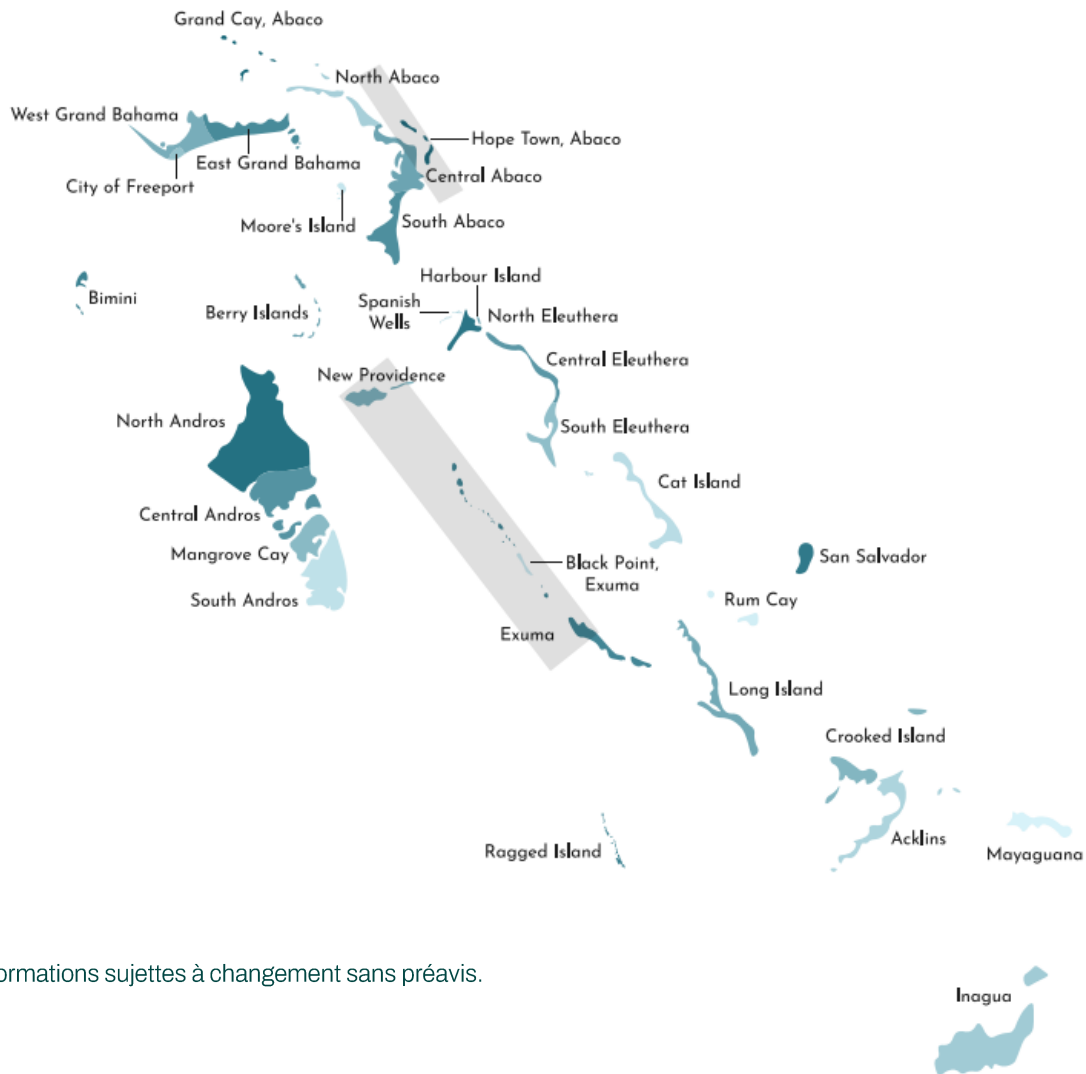 Grand Cay, Abaco
North Abaco
West Grand Bahama
Hope Town, Abaco
East Grand Bahama
Central Abaco
City of Freeport
South Abaco
Moore's Island
Harbour Island
Bimini
Spanish
Wells
Berry Islands
North Eleuthera
Central Eleuthera
New Providence
North Andros
South Eleuthera
Cat Island
Central Andros
Mangrove Cay
San Salvador
Black Point,
Exuma
South Andros
Rum Cay
Exuma
Long Island
Crooked Island
Acklins
Ragged Island
Mayaguana
ormations sujettes à changement sans préavis.
Inagua